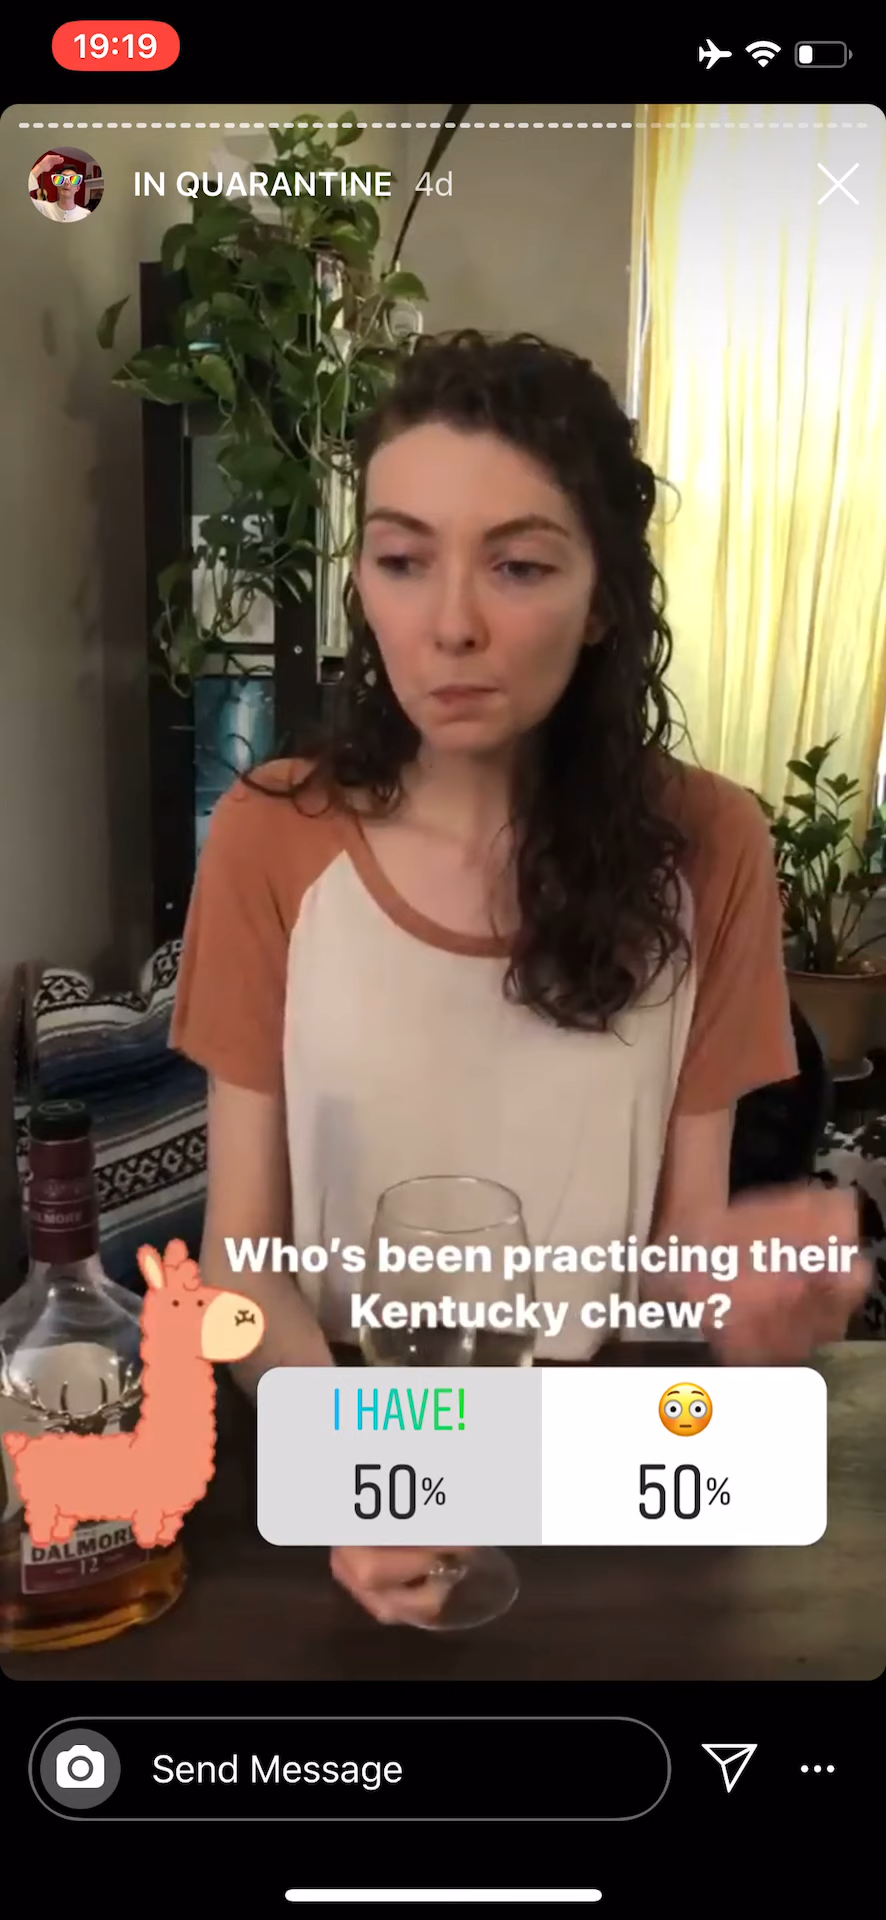 19:19
IN QUARANTINE 4d
Who's been practicing their
Kentucky chew?
I HAVE! 😳
50% 50%
DALMORE
12
Send Message